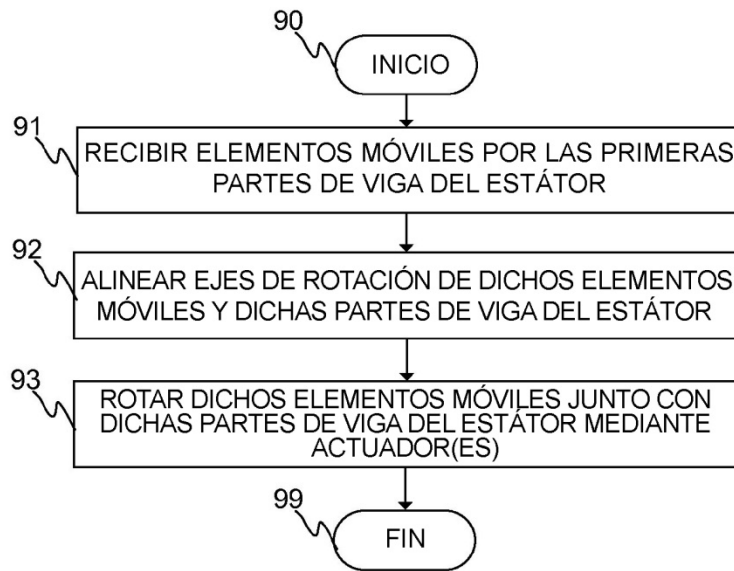 90
INICIO
91
RECIBIR ELEMENTOS MÓVILES POR LAS PRIMERAS
PARTES DE VIGA DEL ESTÁTOR
92
ALINEAR EJES DE ROTACIÓN DE DICHOS ELEMENTOS
MÓVILES Y DICHAS PARTES DE VIGA DEL ESTÁTOR
93
ROTAR DICHOS ELEMENTOS MÓVILES JUNTO CON
DICHAS PARTES DE VIGA DEL ESTÁTOR MEDIANTE
ACTUADOR(ES)
99
FIN